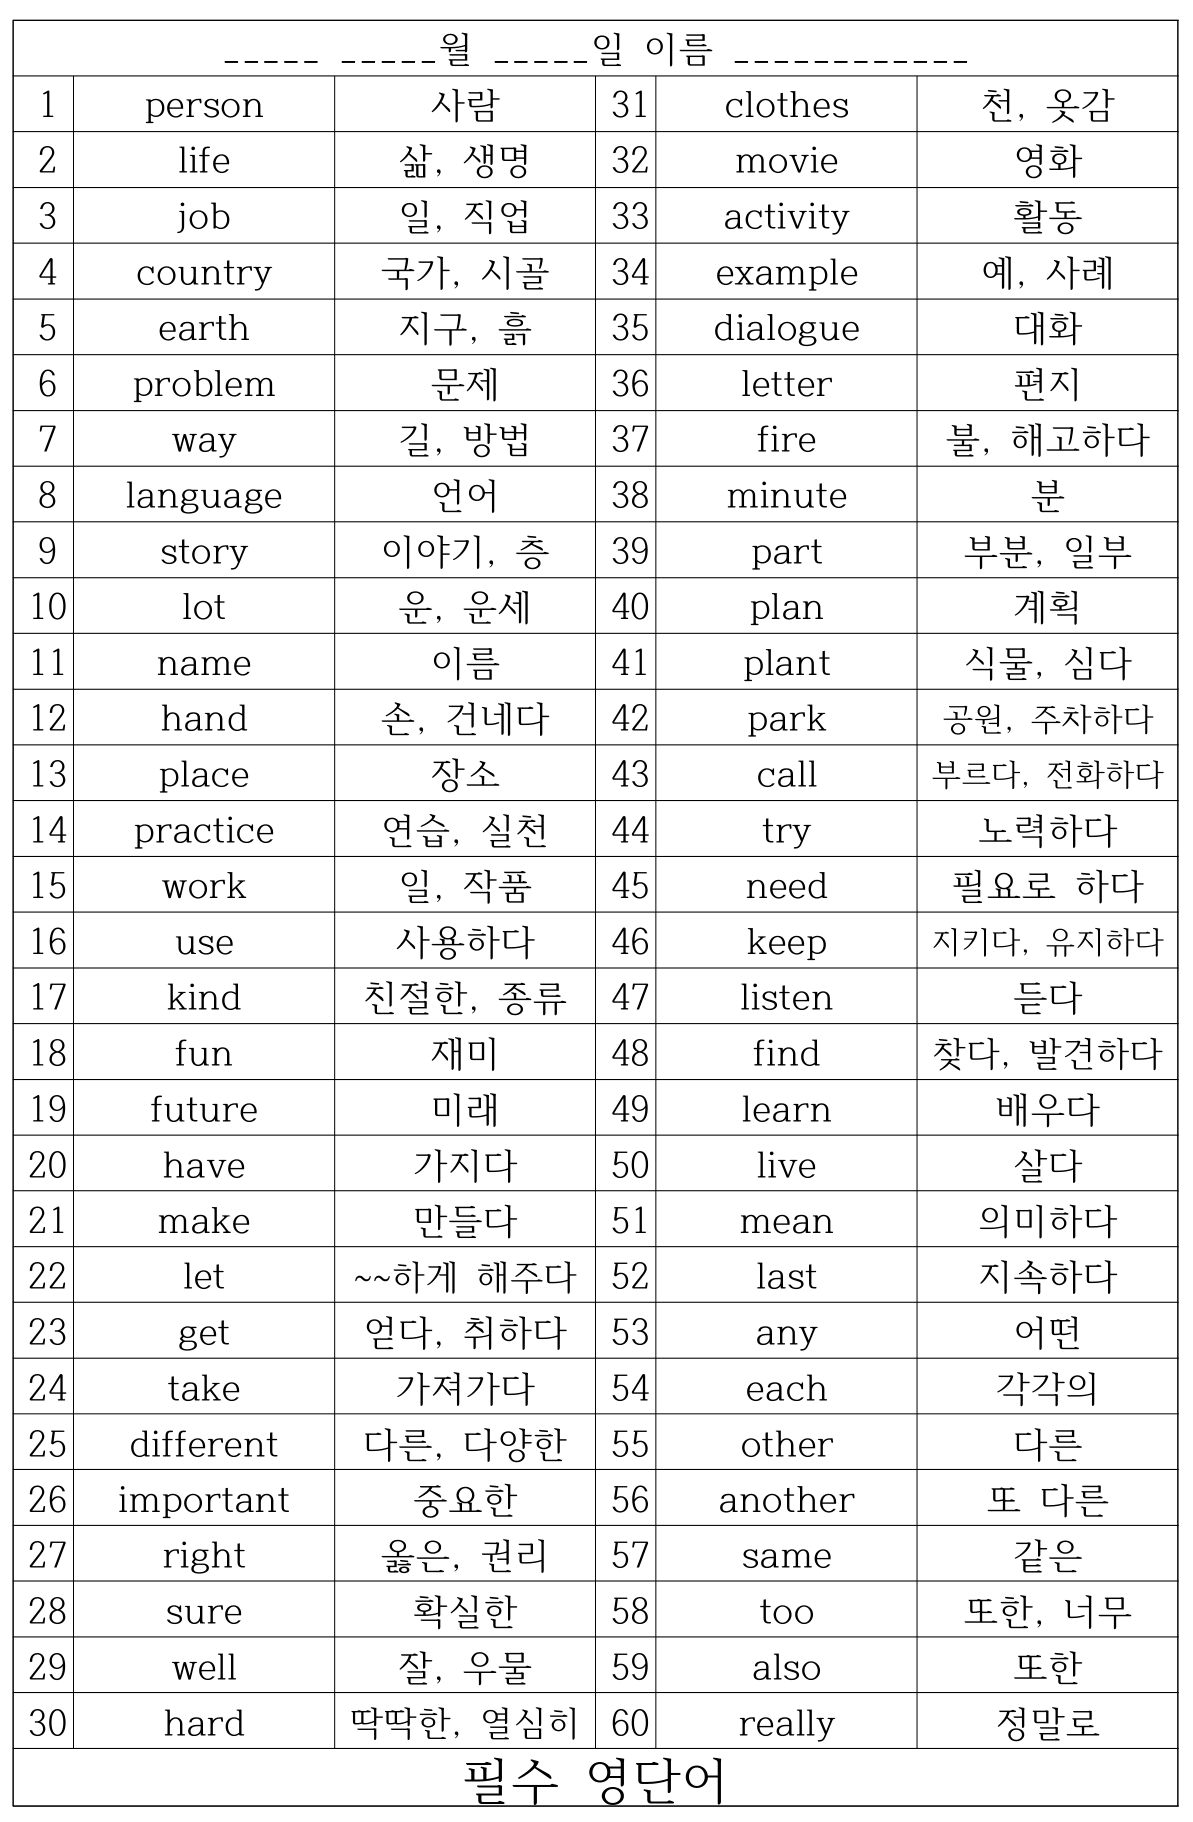 _____ _____월 _____일 이름 ____________
1 person 사람 31 clothes 천, 옷감
2 life 삶, 생명 32 movie 영화
3 job 일, 직업 33 activity 활동
4 country 국가, 시골 34 example 예, 사례
5 earth 지구, 흙 35 dialogue 대화
6 problem 문제 36 letter 편지
7 way 길, 방법 37 fire 불, 해고하다
8 language 언어 38 minute 분
9 story 이야기, 층 39 part 부분, 일부
10 lot 운, 운세 40 plan 계획
11 name 이름 41 plant 식물, 심다
12 hand 손, 건네다 42 park 공원, 주차하다
13 place 장소 43 call 부르다, 전화하다
14 practice 연습, 실천 44 try 노력하다
15 work 일, 작품 45 need 필요로 하다
16 use 사용하다 46 keep 지키다, 유지하다
17 kind 친절한, 종류 47 listen 듣다
18 fun 재미 48 find 찾다, 발견하다
19 future 미래 49 learn 배우다
20 have 가지다 50 live 살다
21 make 만들다 51 mean 의미하다
22 let ~~하게 해주다 52 last 지속하다
23 get 얻다, 취하다 53 any 어떤
24 take 가져가다 54 each 각각의
25 different 다른, 다양한 55 other 다른
26 important 중요한 56 another 또 다른
27 right 옳은, 권리 57 same 같은
28 sure 확실한 58 too 또한, 너무
29 well 잘, 우물 59 also 또한
30 hard 딱딱한, 열심히 60 really 정말로
필수 영단어